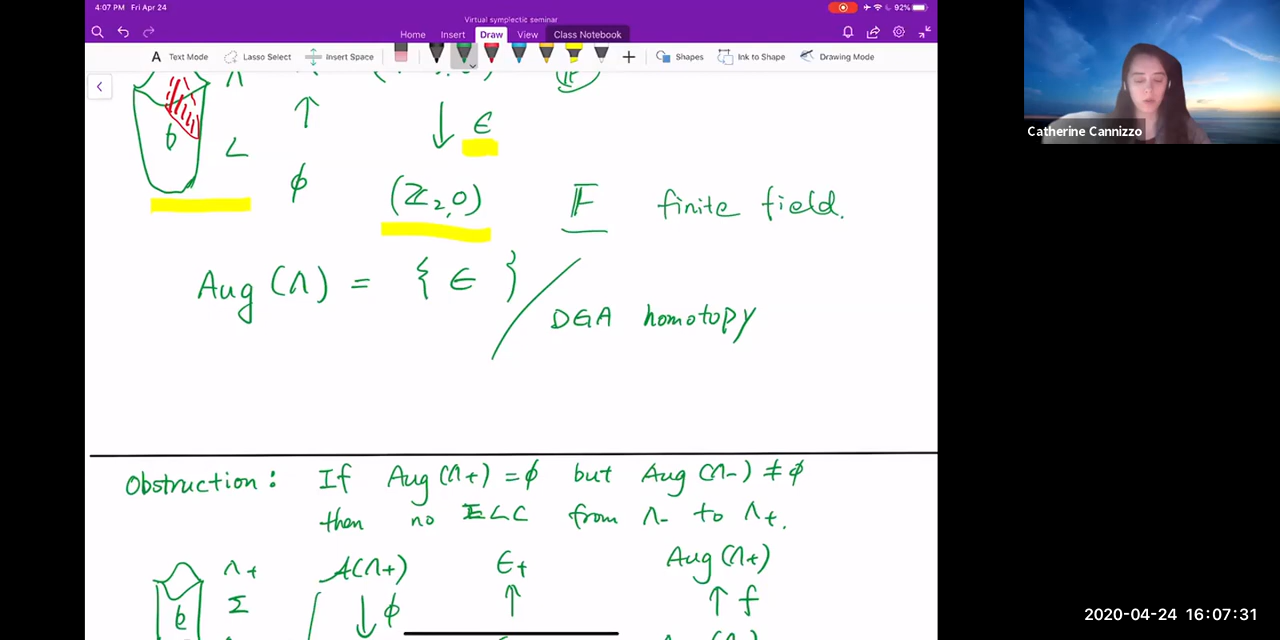 4:07 PM Fri Apr 24
92%
Virtual symplectic seminar
Home Insert Draw View Class Notebook
Text Mode Lasso Select Insert Space Shapes Ink to Shape Drawing Mode
Catherine Cannizzo
Λ ↑ ↓ ϵ
b L
ϕ (ℤ₂,0) 𝔽 finite field.
Aug (Λ) = { ϵ } /
DGA homotopy
Obstruction: If Aug (Λ+) = ϕ but Aug (Λ-) ≠ ϕ
then no ELC from Λ- to Λ+.
Λ+ A(Λ+) ϵ+ Aug (Λ+)
Σ ↓ ϕ ↑ ↑ f
2020-04-24 16:07:31